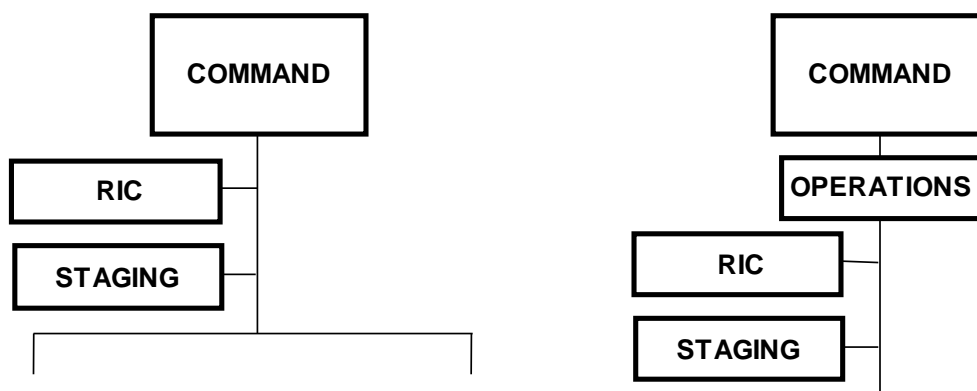 COMMAND
RIC
STAGING
COMMAND
OPERATIONS
RIC
STAGING